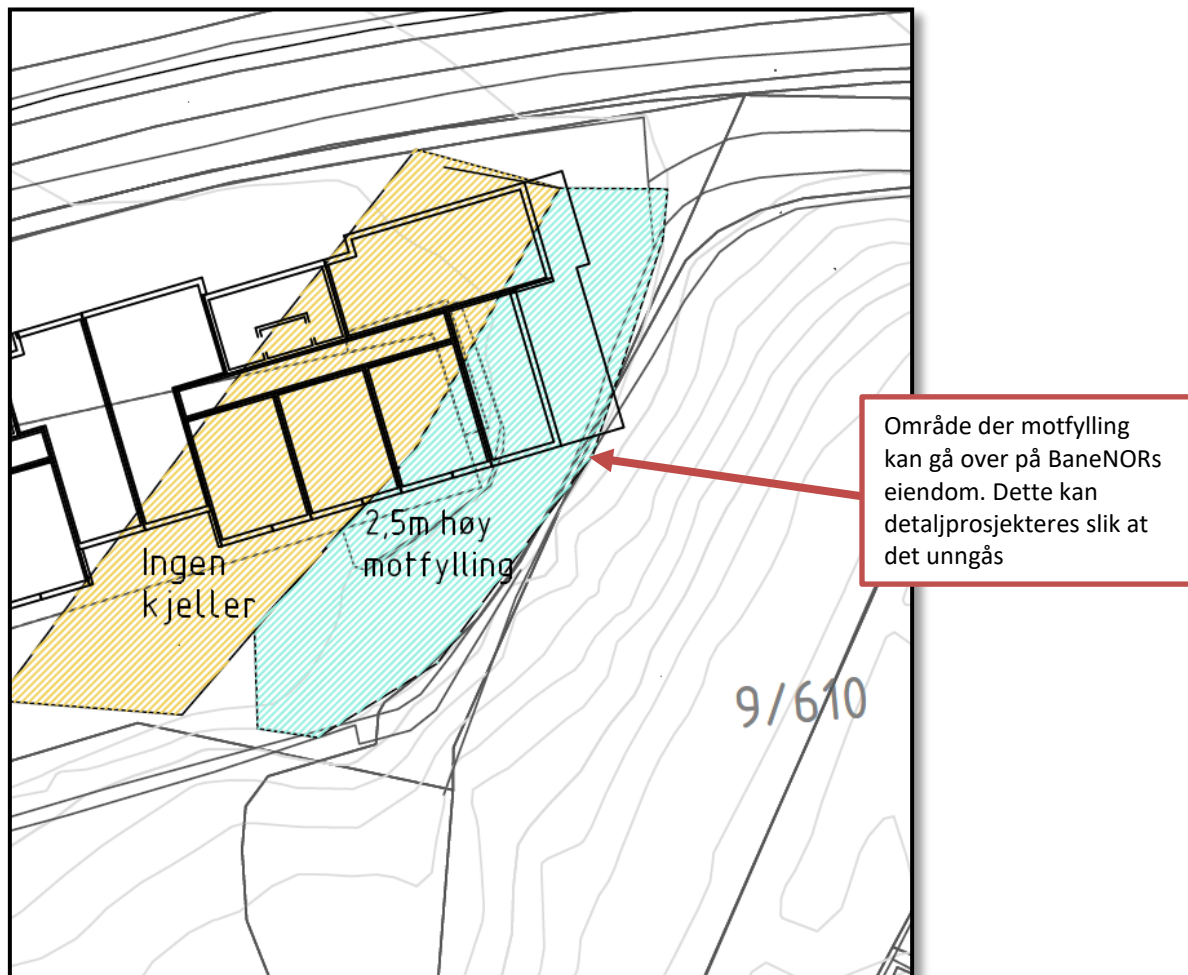 Område der motfylling
kan gå over på BaneNORs
eiendom. Dette kan
detaljprosjekteres slik at
det unngås
2,5m høy
motfylling
Ingen
kjeller
9/610